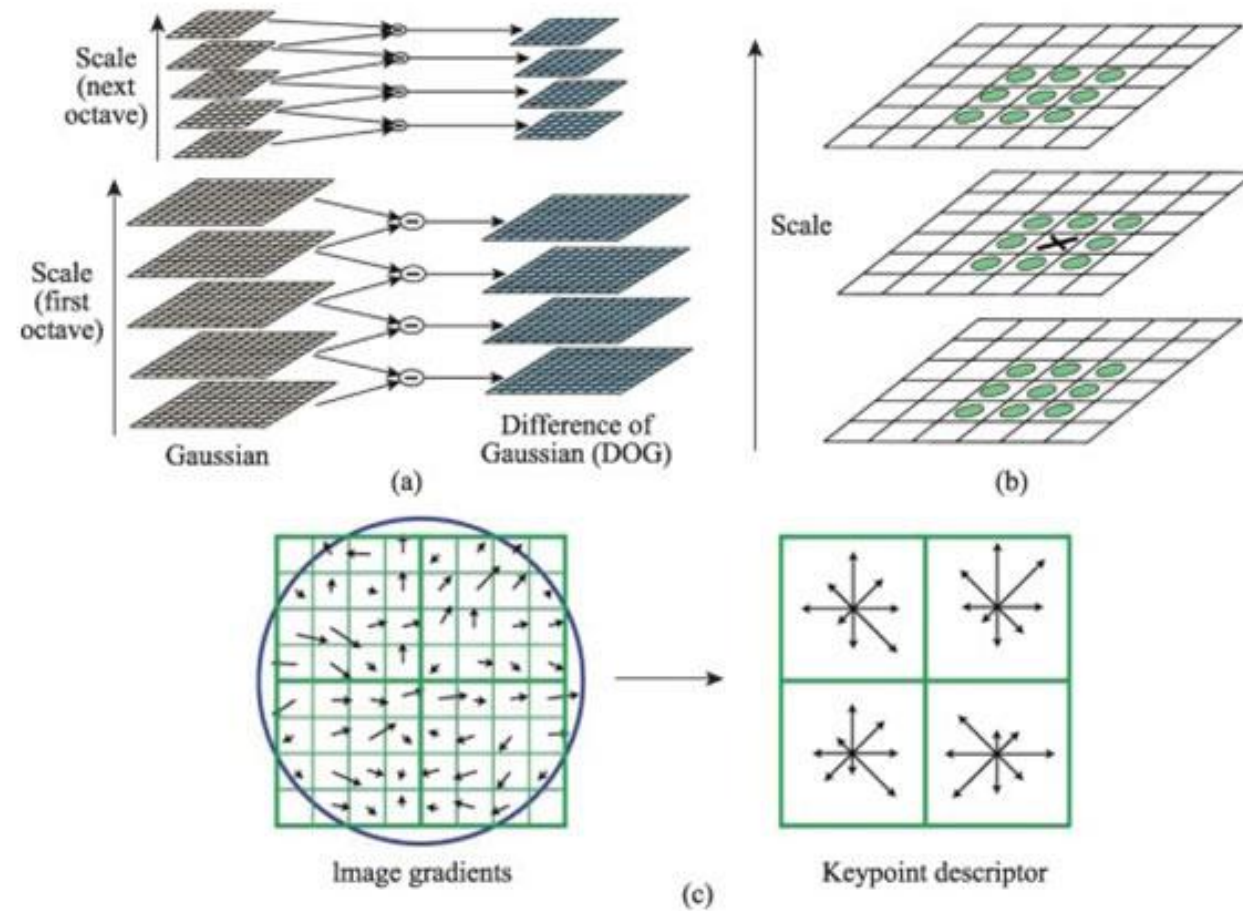 Scale
(next
octave)
Scale
(first
octave)
Gaussian
Difference of
Gaussian (DOG)
(a)
Scale
(b)
Image gradients
Keypoint descriptor
(c)